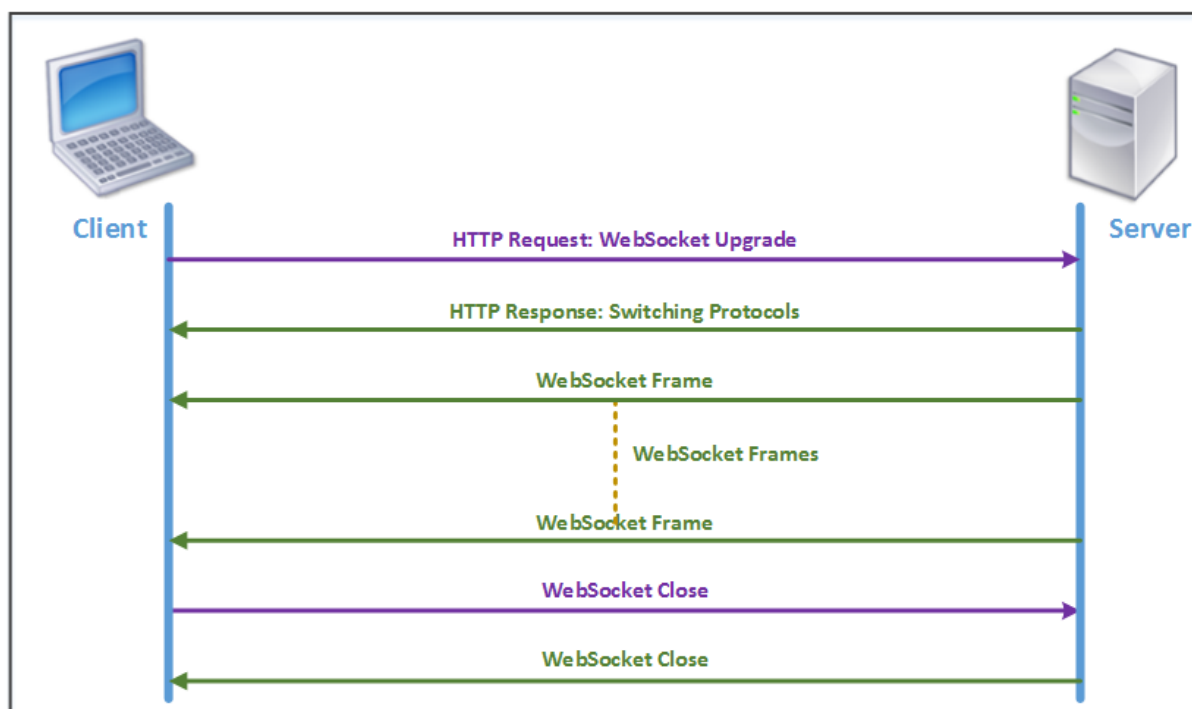 Client
Server
HTTP Request: WebSocket Upgrade
HTTP Response: Switching Protocols
WebSocket Frame
WebSocket Frames
WebSocket Frame
WebSocket Close
WebSocket Close